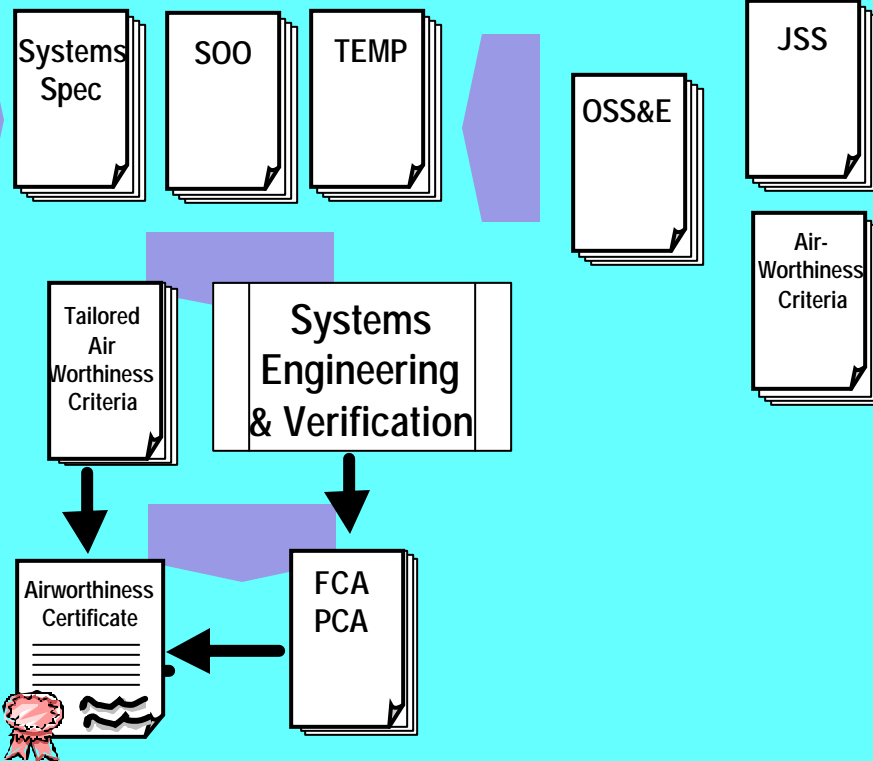 Systems
Spec
SOO
TEMP
OSS&E
JSS
Air-
Worthiness
Criteria
Tailored
Air
Worthiness
Criteria
Systems
Engineering
& Verification
Airworthiness
Certificate
FCA
PCA